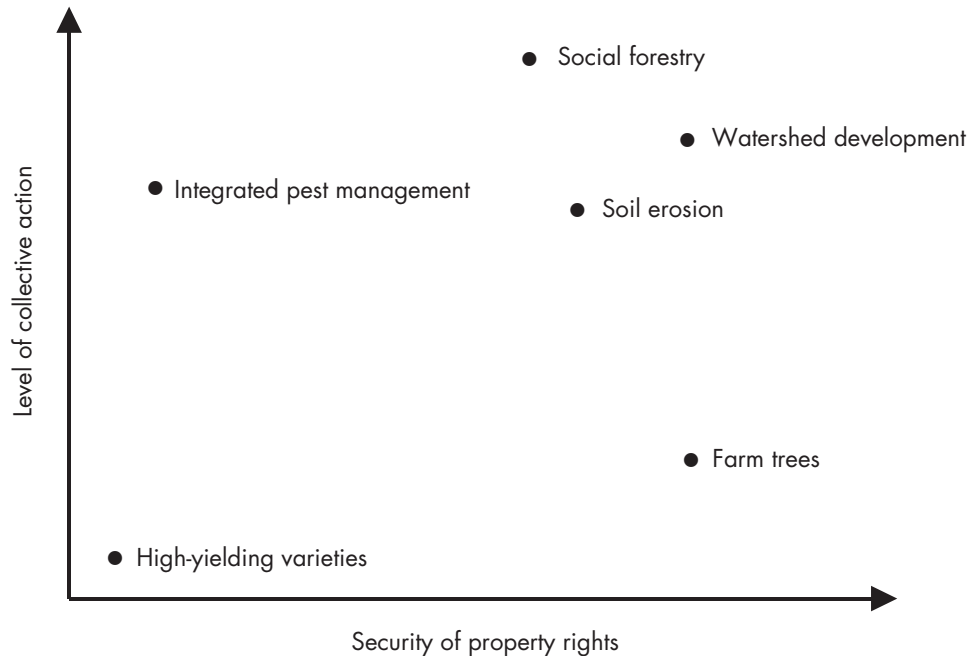 Social forestry
Watershed development
Integrated pest management
Soil erosion
Level of collective action
Farm trees
High-yielding varieties
Security of property rights